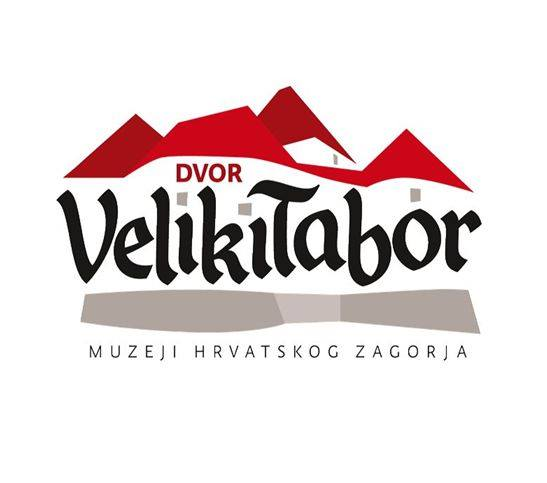 DVOR
VelikiTabor
MUZEJI HRVATSKOG ZAGORJA